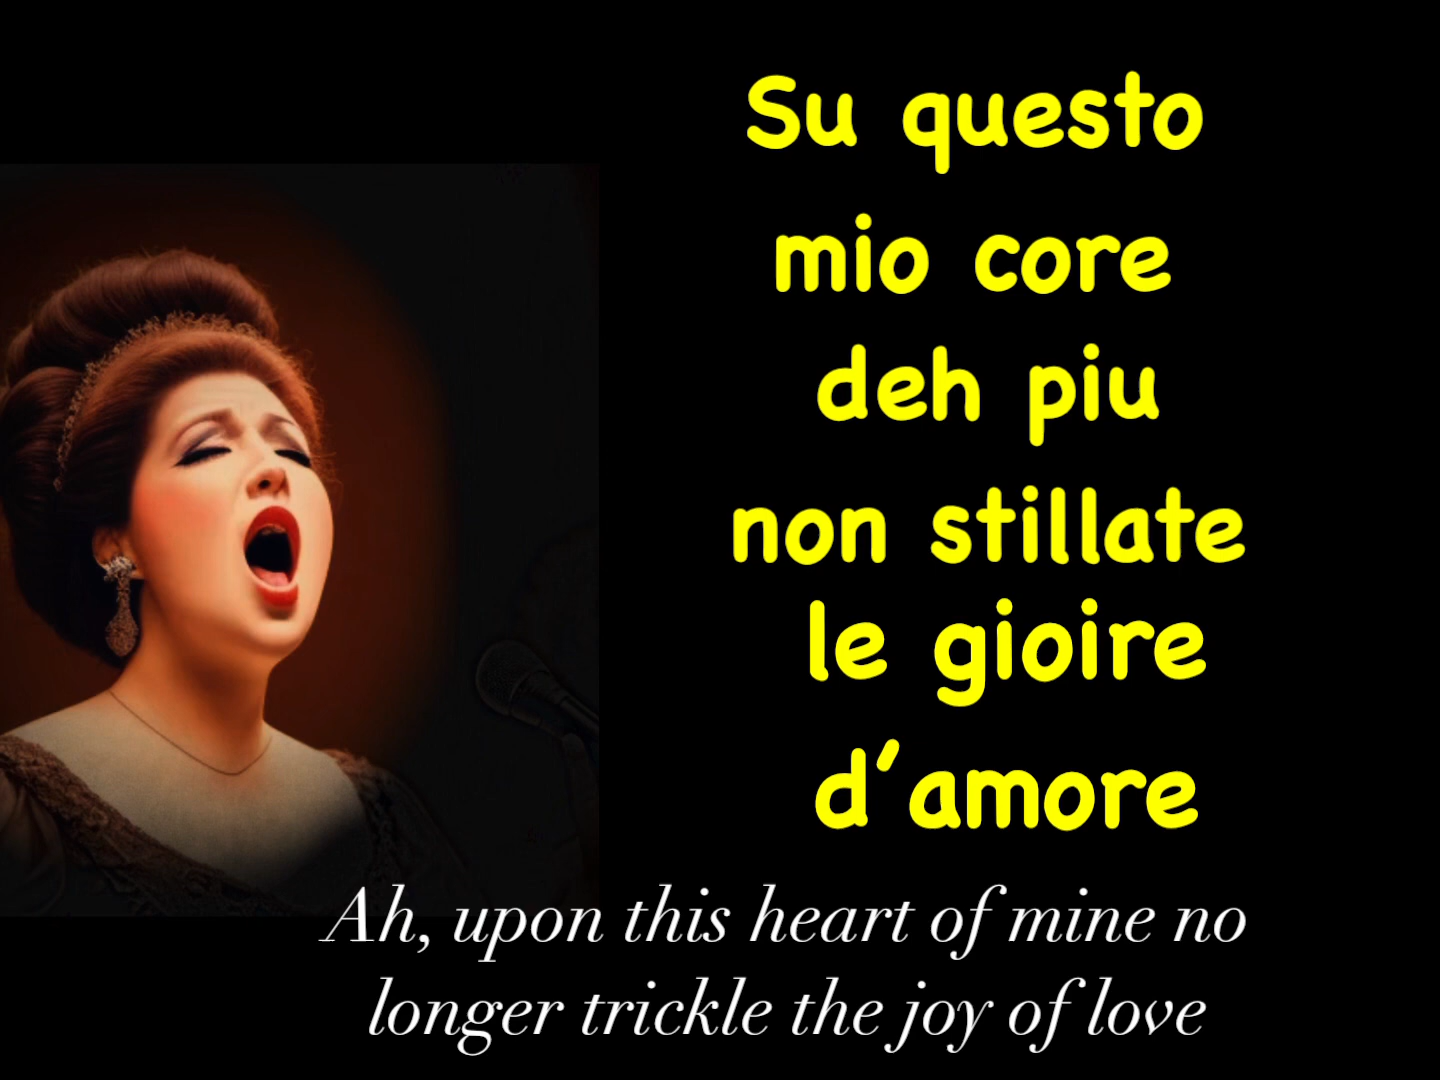 Su questo
mio core
deh piu
non stillate
le gioire
d’amore
Ah, upon this heart of mine no
longer trickle the joy of love